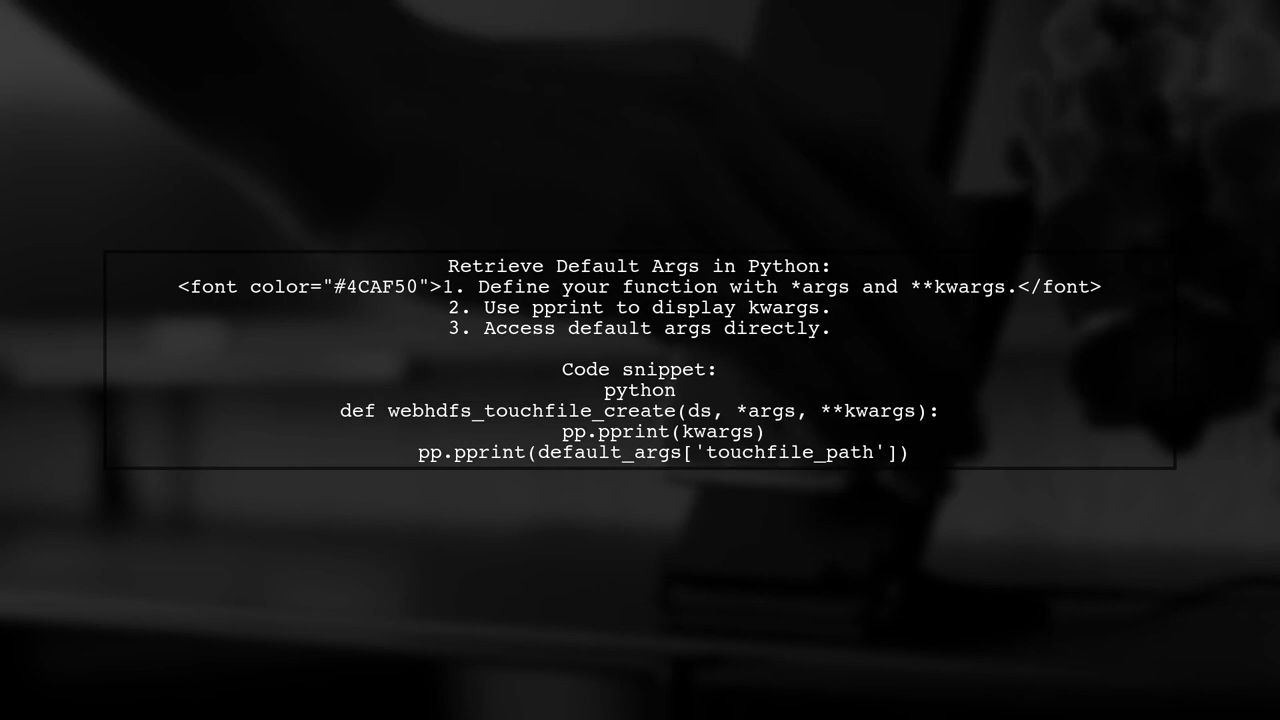 Retrieve Default Args in Python:
<font color="#4CAF50">1. Define your function with *args and **kwargs.</font>
2. Use pprint to display kwargs.
3. Access default args directly.
Code snippet:
python
def webhdfs_touchfile_create(ds, *args, **kwargs):
pp.pprint(kwargs)
pp.pprint(default_args['touchfile_path'])